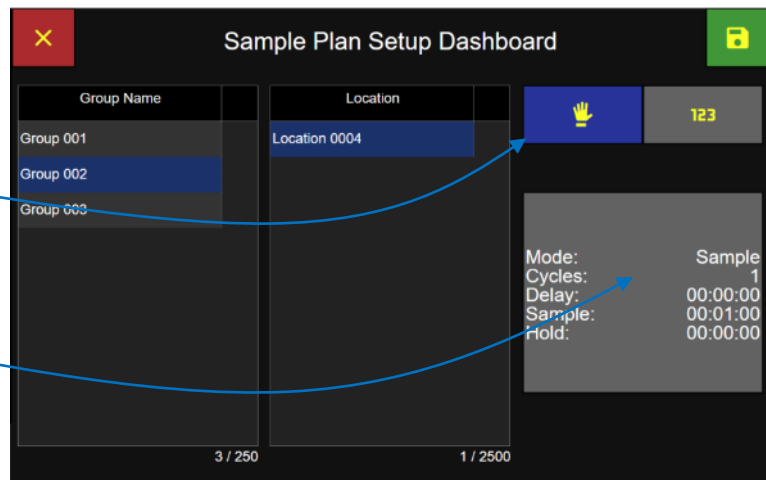 Sample Plan Setup Dashboard
Group Name
Group 001
Group 002
Group 003
3 / 250
Location
Location 0004
1 / 2500
123
Mode: Sample
Cycles: 1
Delay: 00:00:00
Sample: 00:01:00
Hold: 00:00:00